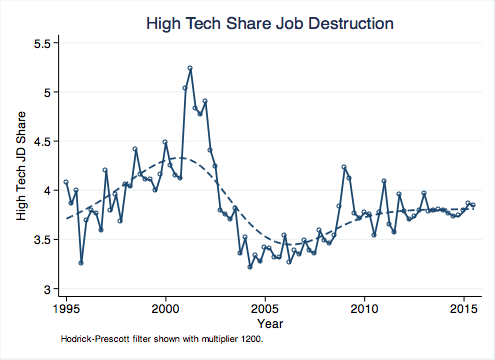 High Tech Share Job Destruction
5.5
5
4.5
4
3.5
3
High Tech JD Share
1995 2000 2005 2010 2015
Year
Hodrick-Prescott filter shown with multiplier 1200.